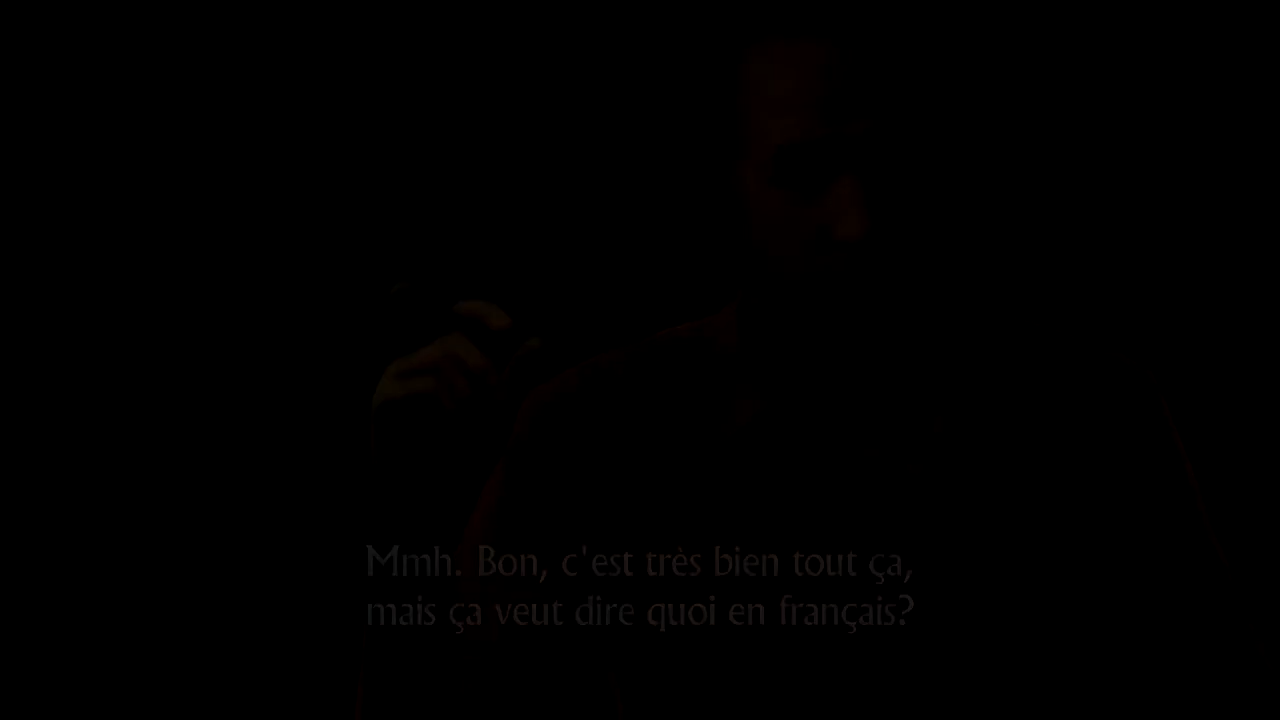 Mmh. Bon, c'est très bien tout ça,
mais ça veut dire quoi en français?